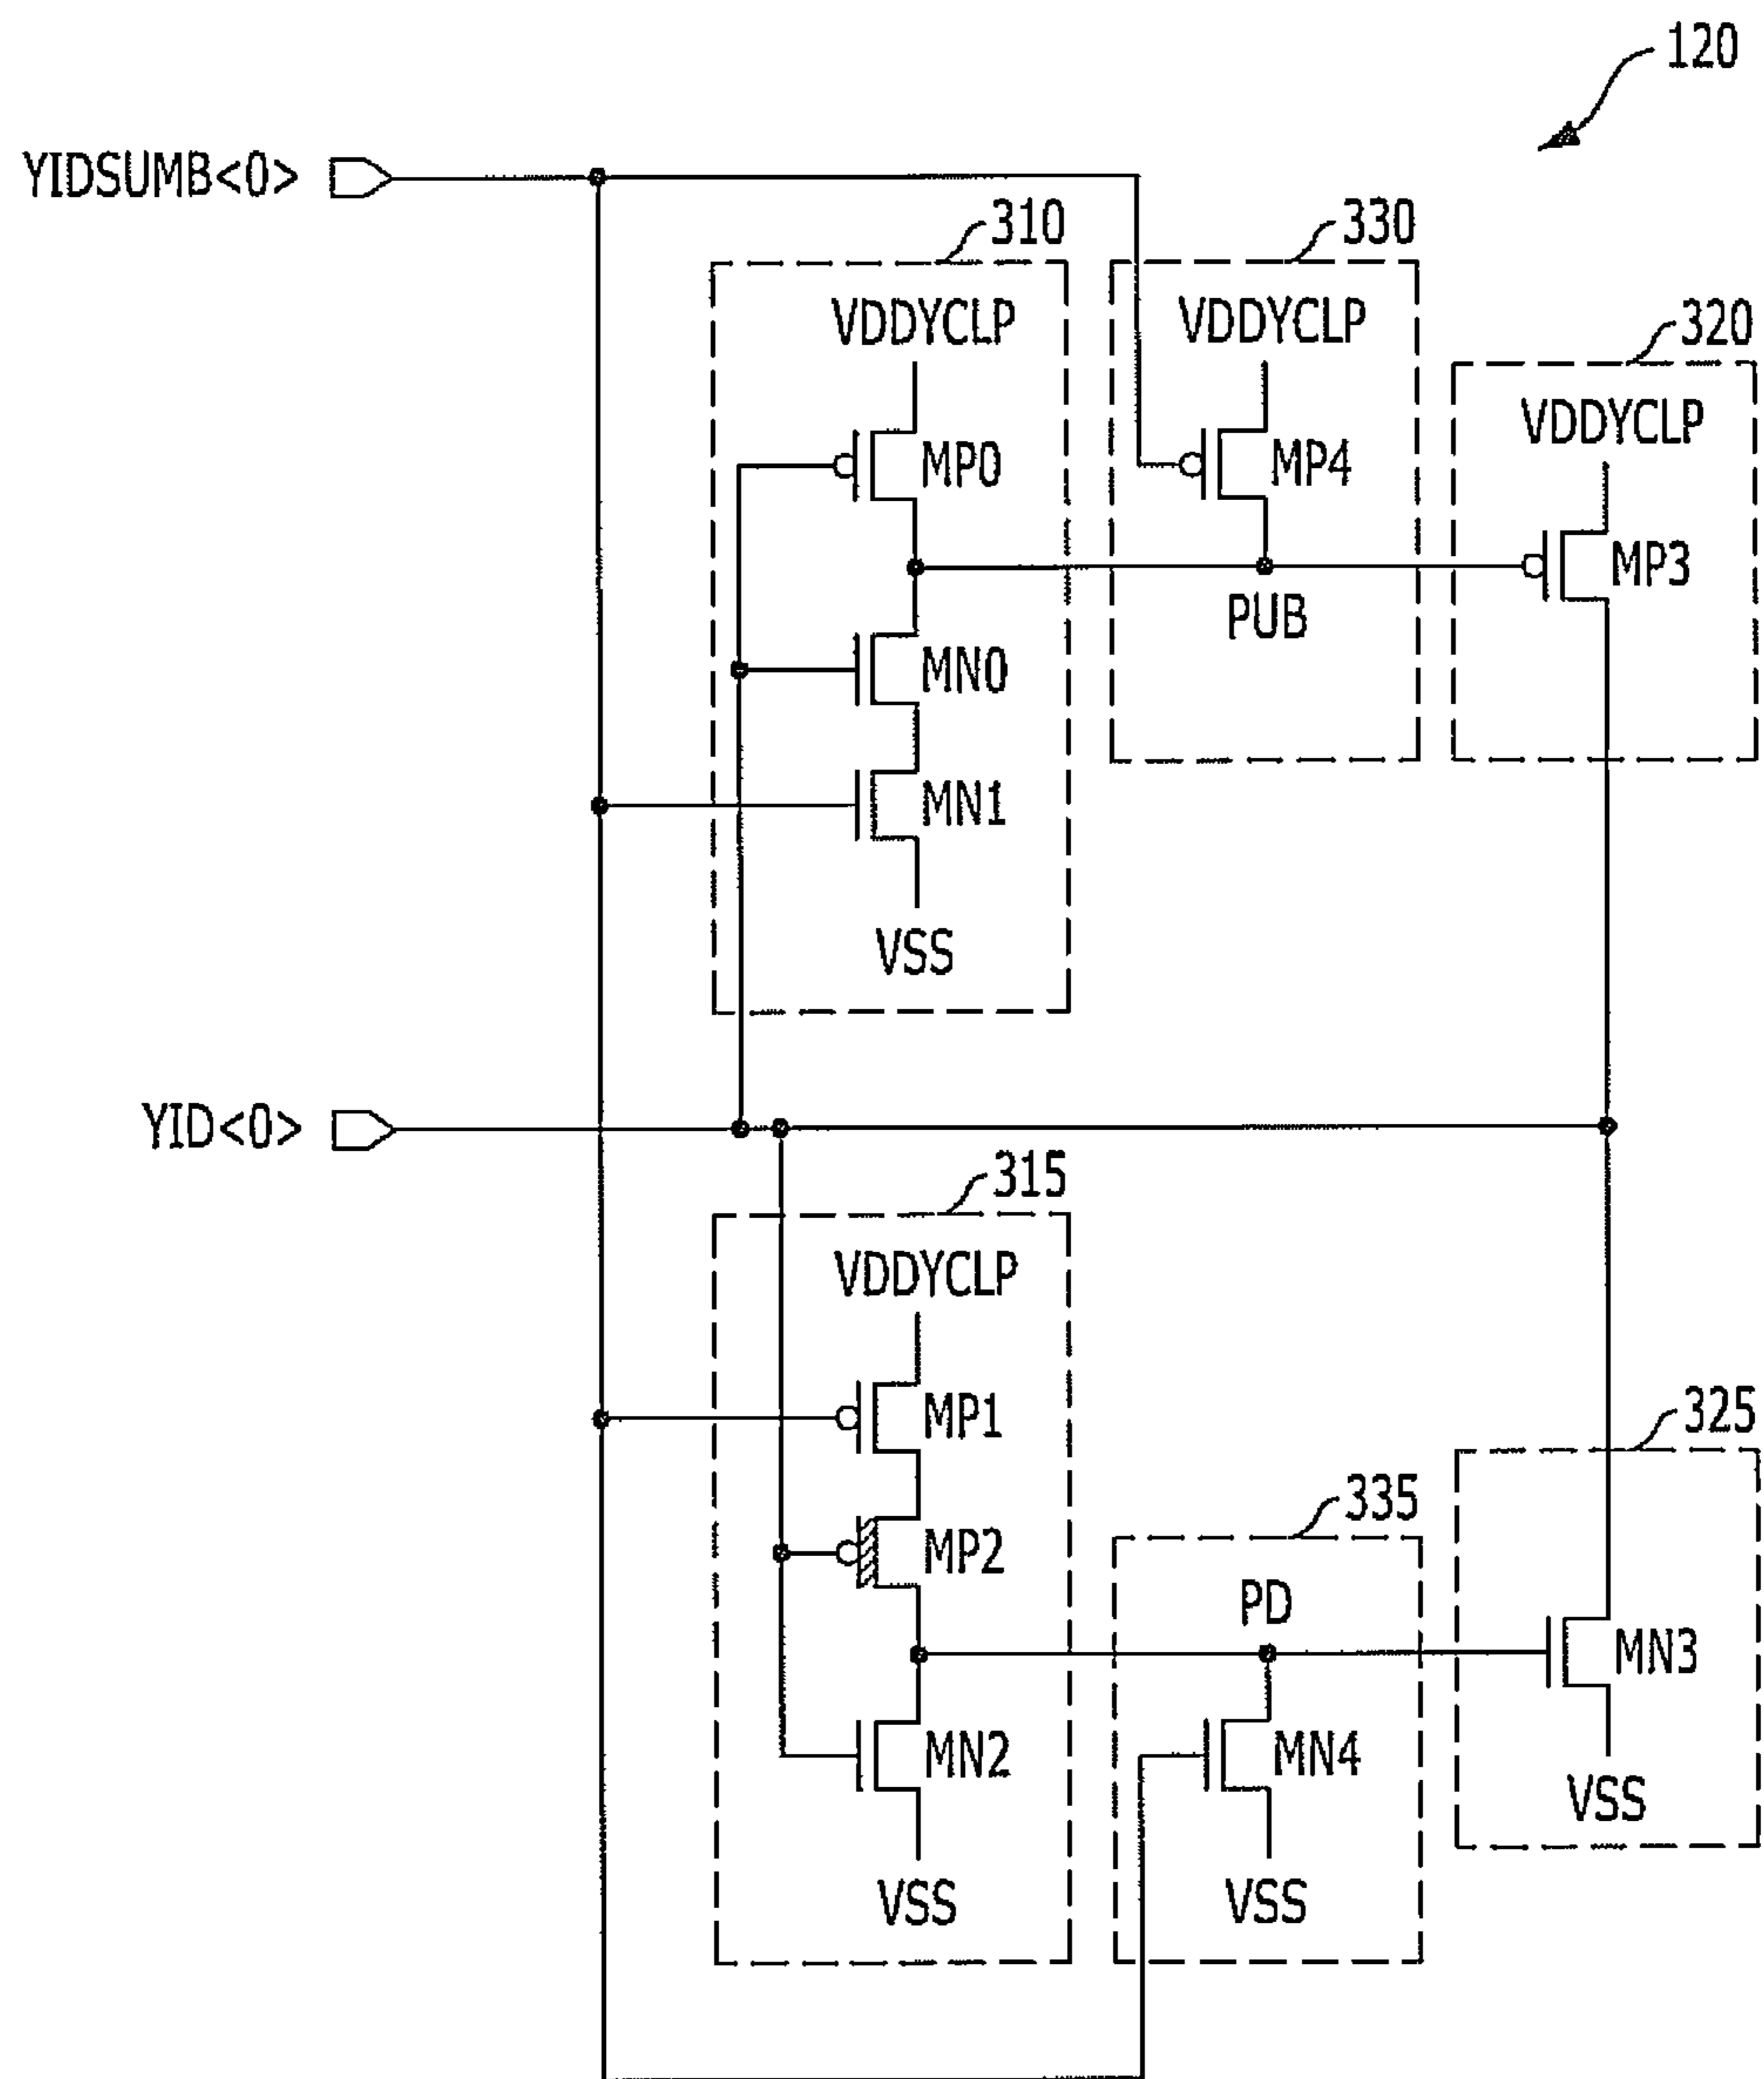 120
YIDSUMB<0>
310
330
VDDYCLP
VDDYCLP
320
VDDYCLP
MP0
MP4
MP3
PUB
MN0
MN1
VSS
YID<0>
315
VDDYCLP
MP1
325
335
MP2
PD
MN3
MN2
MN4
VSS
VSS
VSS